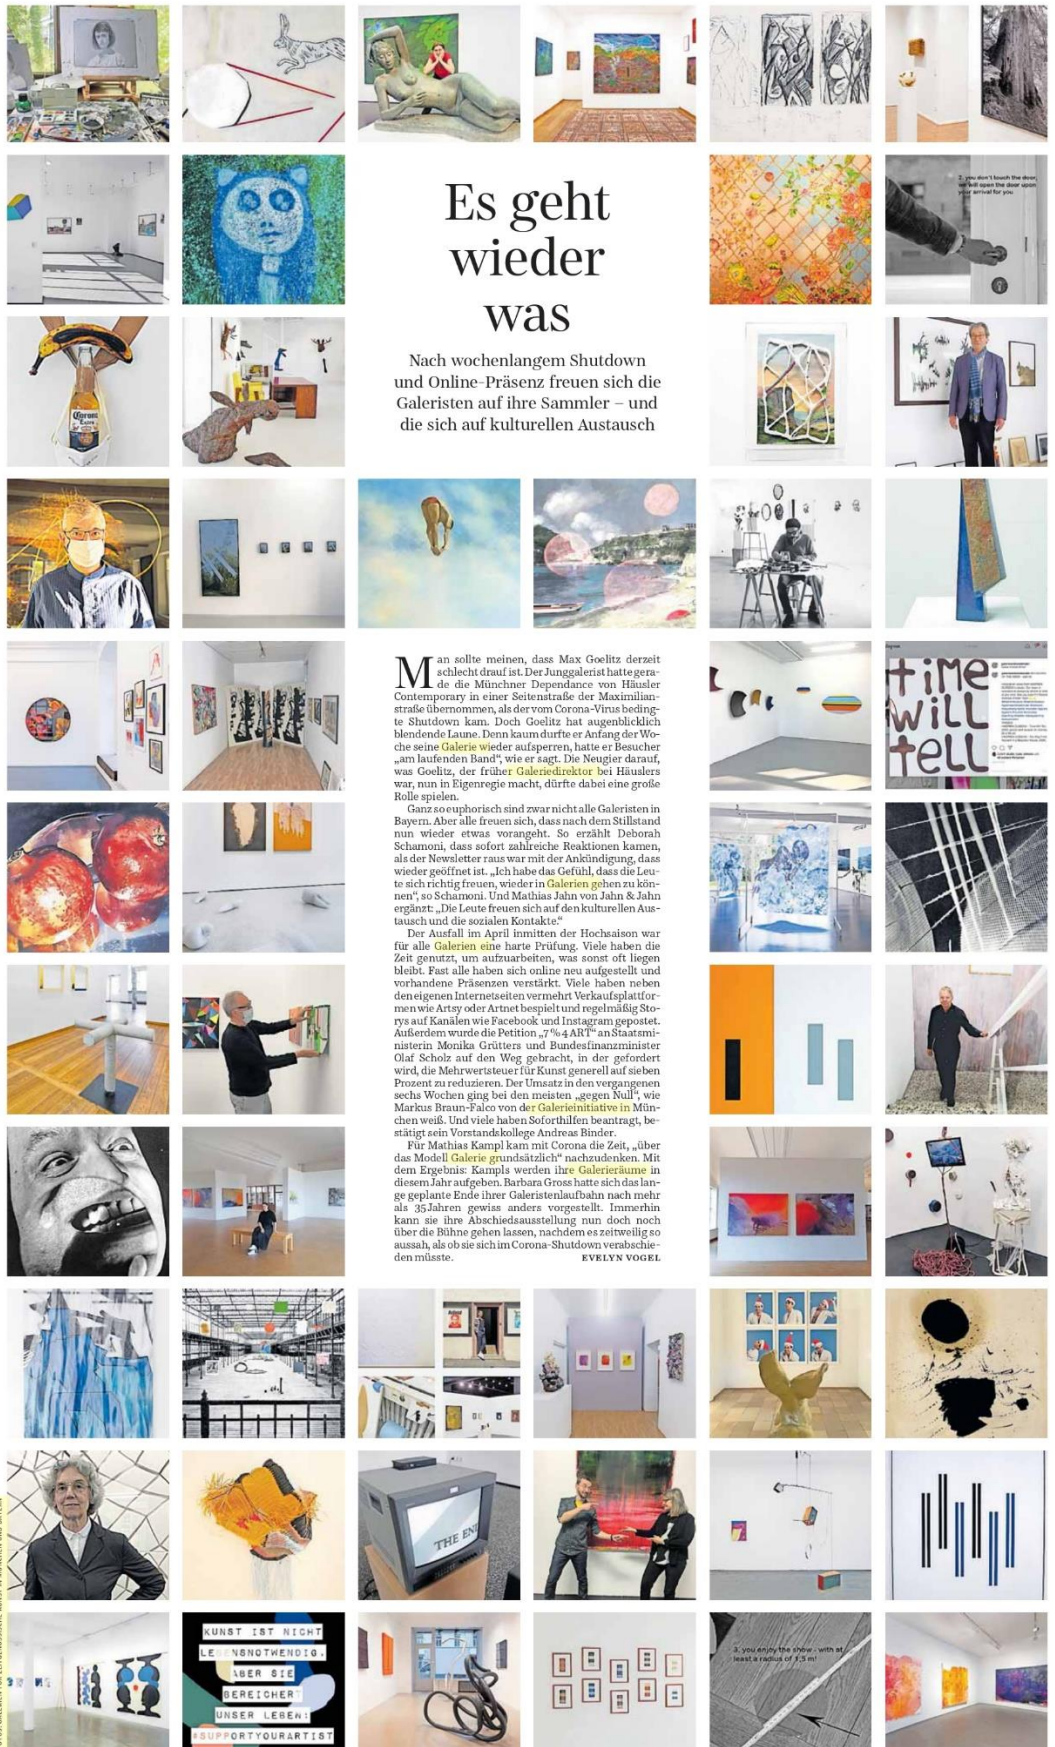 2. you don't touch the door,
we will open the door upon
your arrival for you
Es geht
wieder
was
Nach wochenlangem Shutdown
und Online-Präsenz freuen sich die
Galeristen auf ihre Sammler – und
die sich auf kulturellen Austausch
Corona
Extra
Man sollte meinen, dass Max Goelitz derzeit
schlecht drauf ist. Der Junggalerist hatte gera-
de die Münchner Dependance von Häusler
Contemporary in einer Seitenstraße der Maximilian-
straße übernommen, als der vom Corona-Virus beding-
te Shutdown kam. Doch Goelitz hat augenblicklich
blendende Laune. Denn kaum durfte er Anfang der Wo-
che seine Galerie wieder aufsperren, hatte er Besucher
„am laufenden Band“, wie er sagt. Die Neugier darauf,
was Goelitz, der früher Galeriedirektor bei Häuslers
war, nun in Eigenregie macht, dürfte dabei eine große
Rolle spielen.
Ganz so euphorisch sind zwar nicht alle Galeristen in
Bayern. Aber alle freuen sich, dass nach dem Stillstand
nun wieder etwas vorangeht. So erzählt Deborah
Schamoni, dass sofort zahlreiche Reaktionen kamen,
als der Newsletter raus war mit der Ankündigung, dass
wieder geöffnet ist. „Ich habe das Gefühl, dass die Leu-
te sich richtig freuen, wieder in Galerien gehen zu kön-
nen“, so Schamoni. Und Mathias Jahn von Jahn & Jahn
ergänzt: „Die Leute freuen sich auf den kulturellen Aus-
tausch und die sozialen Kontakte.“
Der Ausfall im April inmitten der Hochsaison war
für alle Galerien eine harte Prüfung. Viele haben die
Zeit genutzt, um aufzuarbeiten, was sonst oft liegen
bleibt. Fast alle haben sich online neu aufgestellt und
vorhandene Präsenzen verstärkt. Viele haben neben
den eigenen Internetseiten vermehrt Verkaufsplattfor-
men wie Artsy oder Artnet bespielt und regelmäßig Sto-
rys auf Kanälen wie Facebook und Instagram gepostet.
Außerdem wurde die Petition „7 % 4 ART“ an Staatsmi-
nisterin Monika Grütters und Bundesfinanzminister
Olaf Scholz auf den Weg gebracht, in der gefordert
wird, die Mehrwertsteuer für Kunst generell auf sieben
Prozent zu reduzieren. Der Umsatz in den vergangenen
sechs Wochen ging bei den meisten „gegen Null“, wie
Markus Braun-Falco von der Galerieinitiative in Mün-
chen weiß. Und viele haben Soforthilfen beantragt, be-
stätigt sein Vorstandskollege Andreas Binder.
Für Mathias Kampl kam mit Corona die Zeit, „über
das Modell Galerie grundsätzlich“ nachzudenken. Mit
dem Ergebnis: Kampls werden ihre Galerieräume in
diesem Jahr aufgeben. Barbara Gross hatte sich das lan-
ge geplante Ende ihrer Galeristenlaufbahn nach mehr
als 35 Jahren gewiss anders vorgestellt. Immerhin
kann sie ihre Abschiedsausstellung nun doch noch
über die Bühne gehen lassen, nachdem es zeitweilig so
aussah, als ob sie sich im Corona-Shutdown verabschie-
den müsste. EVELYN VOGEL
time
will
tell
THE END
KUNST IST NICHT
LEBENSNOTWENDIG.
ABER SIE
BEREICHERT
UNSER LEBEN:
#SUPPORTYOURARTIST
3. you enjoy the show - with at
least a radius of 1,5 m!